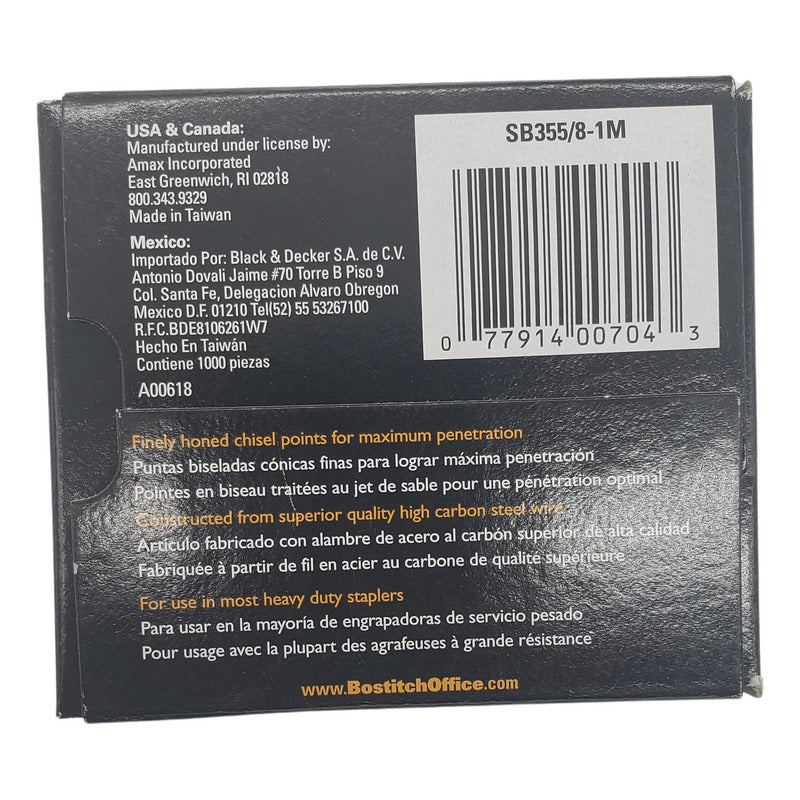 USA & Canada:
Manufactured under license by:
Amax Incorporated
East Greenwich, RI 02818
800.343.9329
Made in Taiwan
Mexico:
Importado Por: Black & Decker S.A. de C.V.
Antonio Dovali Jaime #70 Torre B Piso 9
Col. Santa Fe, Delegacion Alvaro Obregon
Mexico D.F. 01210 Tel(52) 55 53267100
R.F.C.BDE8106261W7
Hecho En Taiwán
Contiene 1000 piezas
A00618
SB355/8-1M
0 77914 00704 3
Finely honed chisel points for maximum penetration
Puntas biseladas cónicas finas para lograr máxima penetración
Pointes en biseau traitées au jet de sable pour une pénétration optimal
Constructed from superior quality high carbon steel wire
Artículo fabricado con alambre de acero al carbón superior de alta calidad
Fabriquée à partir de fil en acier au carbone de qualité supérieure
For use in most heavy duty staplers
Para usar en la mayoría de engrapadoras de servicio pesado
Pour usage avec la plupart des agrafeuses à grande résistance
www.BostitchOffice.com